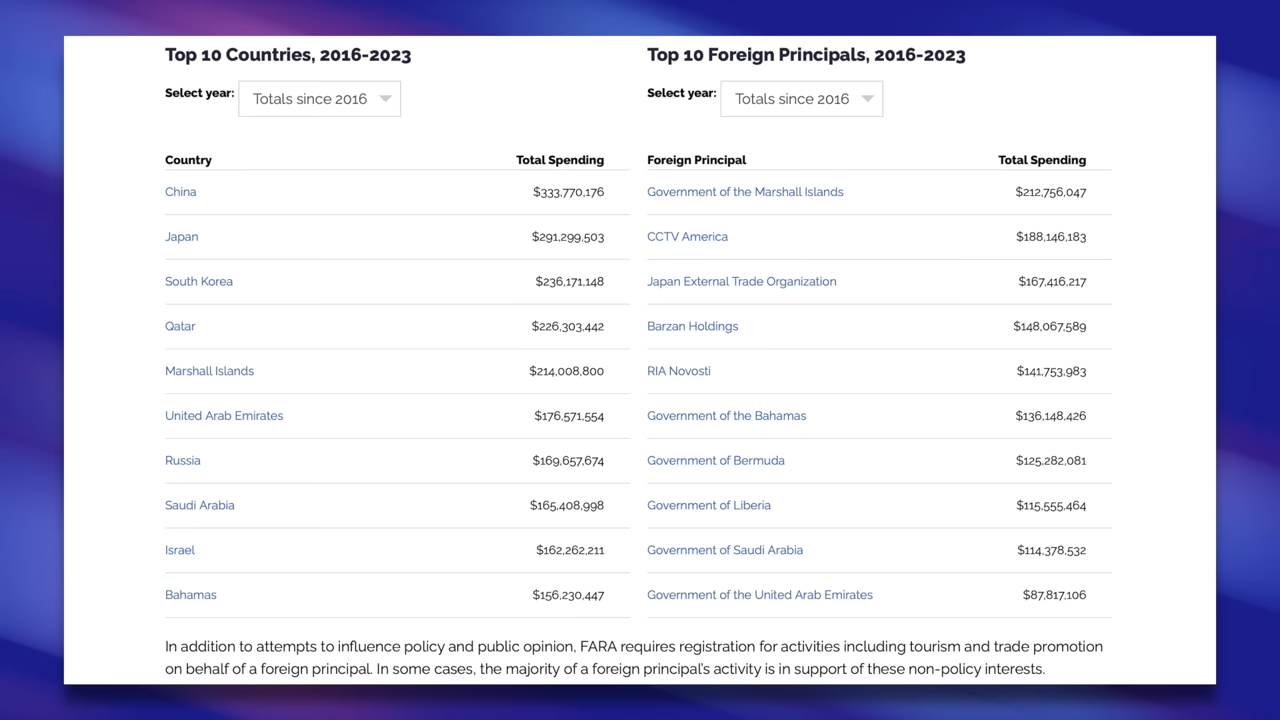 Top 10 Countries, 2016-2023
Select year: Totals since 2016
Country Total Spending
China $333,770,176
Japan $291,299,503
South Korea $236,171,148
Qatar $226,303,442
Marshall Islands $214,008,800
United Arab Emirates $176,571,554
Russia $169,657,674
Saudi Arabia $165,408,998
Israel $162,262,211
Bahamas $156,230,447
Top 10 Foreign Principals, 2016-2023
Select year: Totals since 2016
Foreign Principal Total Spending
Government of the Marshall Islands $212,756,047
CCTV America $188,146,183
Japan External Trade Organization $167,416,217
Barzan Holdings $148,067,589
RIA Novosti $141,753,983
Government of the Bahamas $136,148,426
Government of Bermuda $125,282,081
Government of Liberia $115,555,464
Government of Saudi Arabia $114,378,532
Government of the United Arab Emirates $87,817,106
In addition to attempts to influence policy and public opinion, FARA requires registration for activities including tourism and trade promotion
on behalf of a foreign principal. In some cases, the majority of a foreign principal's activity is in support of these non-policy interests.